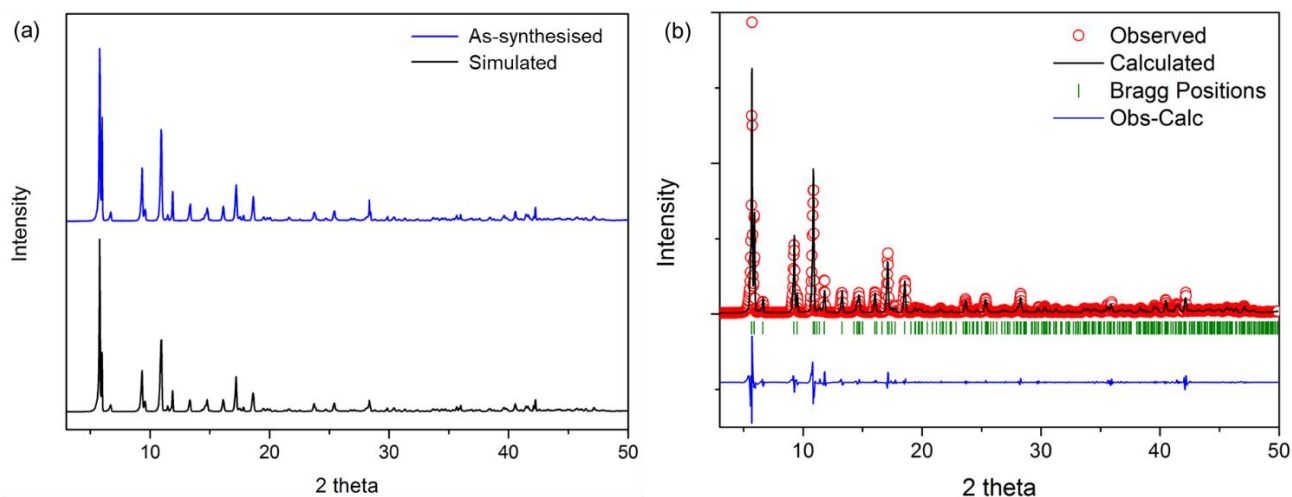 (a)
As-synthesised
Simulated
Intensity
10 20 30 40 50
2 theta
(b)
Observed
Calculated
Bragg Positions
Obs-Calc
Intensity
10 20 30 40 50
2 theta